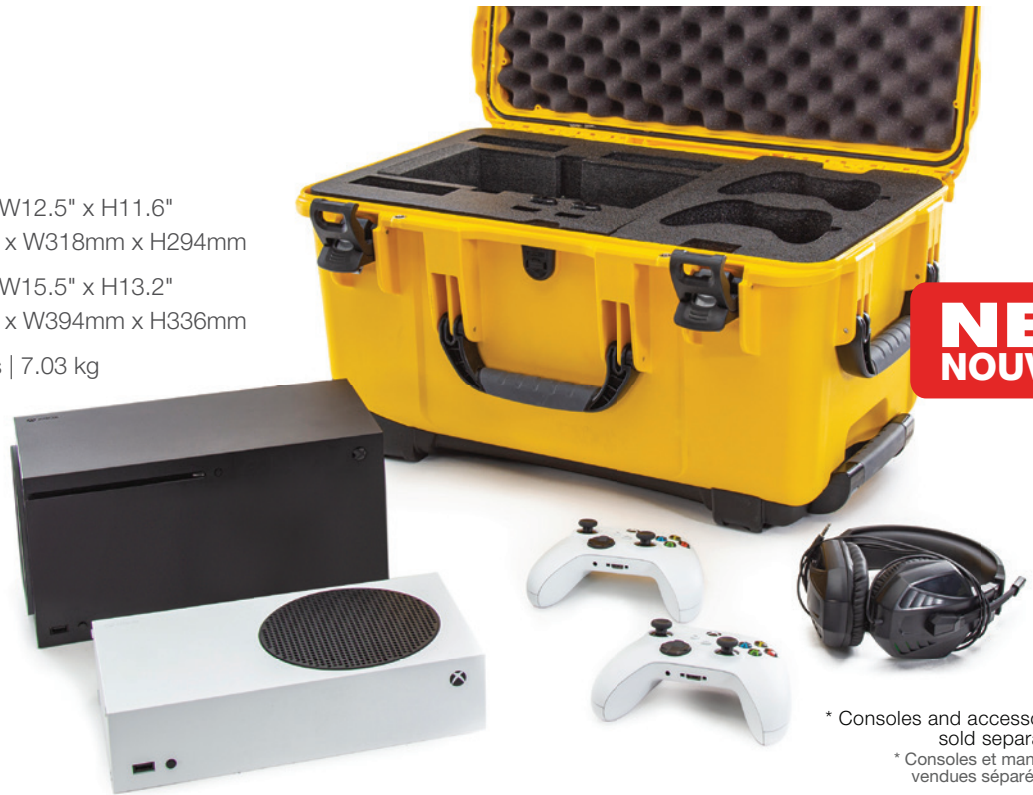 W12.5" x H11.6"
x W318mm x H294mm
W15.5" x H13.2"
x W394mm x H336mm
s | 7.03 kg
NE
NOUV
* Consoles and accesso
sold separa
* Consoles et man
vendues séparé